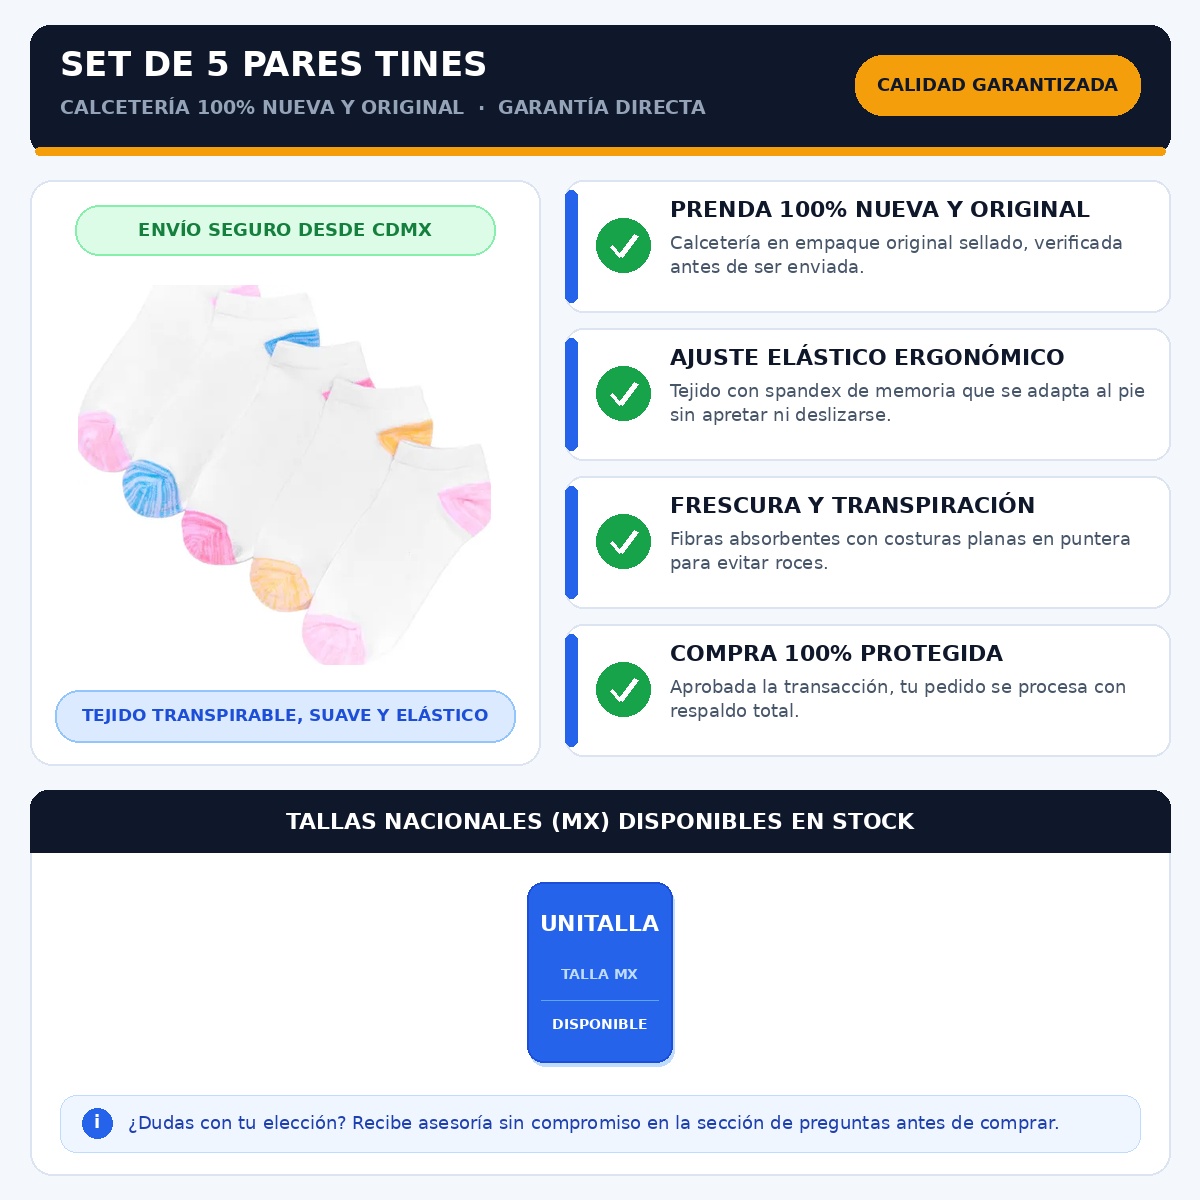 SET DE 5 PARES TINES
CALCETERÍA 100% NUEVA Y ORIGINAL · GARANTÍA DIRECTA
CALIDAD GARANTIZADA
ENVÍO SEGURO DESDE CDMX
TEJIDO TRANSPIRABLE, SUAVE Y ELÁSTICO
PRENDA 100% NUEVA Y ORIGINAL
Calcetería en empaque original sellado, verificada
antes de ser enviada.
AJUSTE ELÁSTICO ERGONÓMICO
Tejido con spandex de memoria que se adapta al pie
sin apretar ni deslizarse.
FRESCURA Y TRANSPIRACIÓN
Fibras absorbentes con costuras planas en puntera
para evitar roces.
COMPRA 100% PROTEGIDA
Aprobada la transacción, tu pedido se procesa con
respaldo total.
TALLAS NACIONALES (MX) DISPONIBLES EN STOCK
UNITALLA
TALLA MX
DISPONIBLE
i ¿Dudas con tu elección? Recibe asesoría sin compromiso en la sección de preguntas antes de comprar.